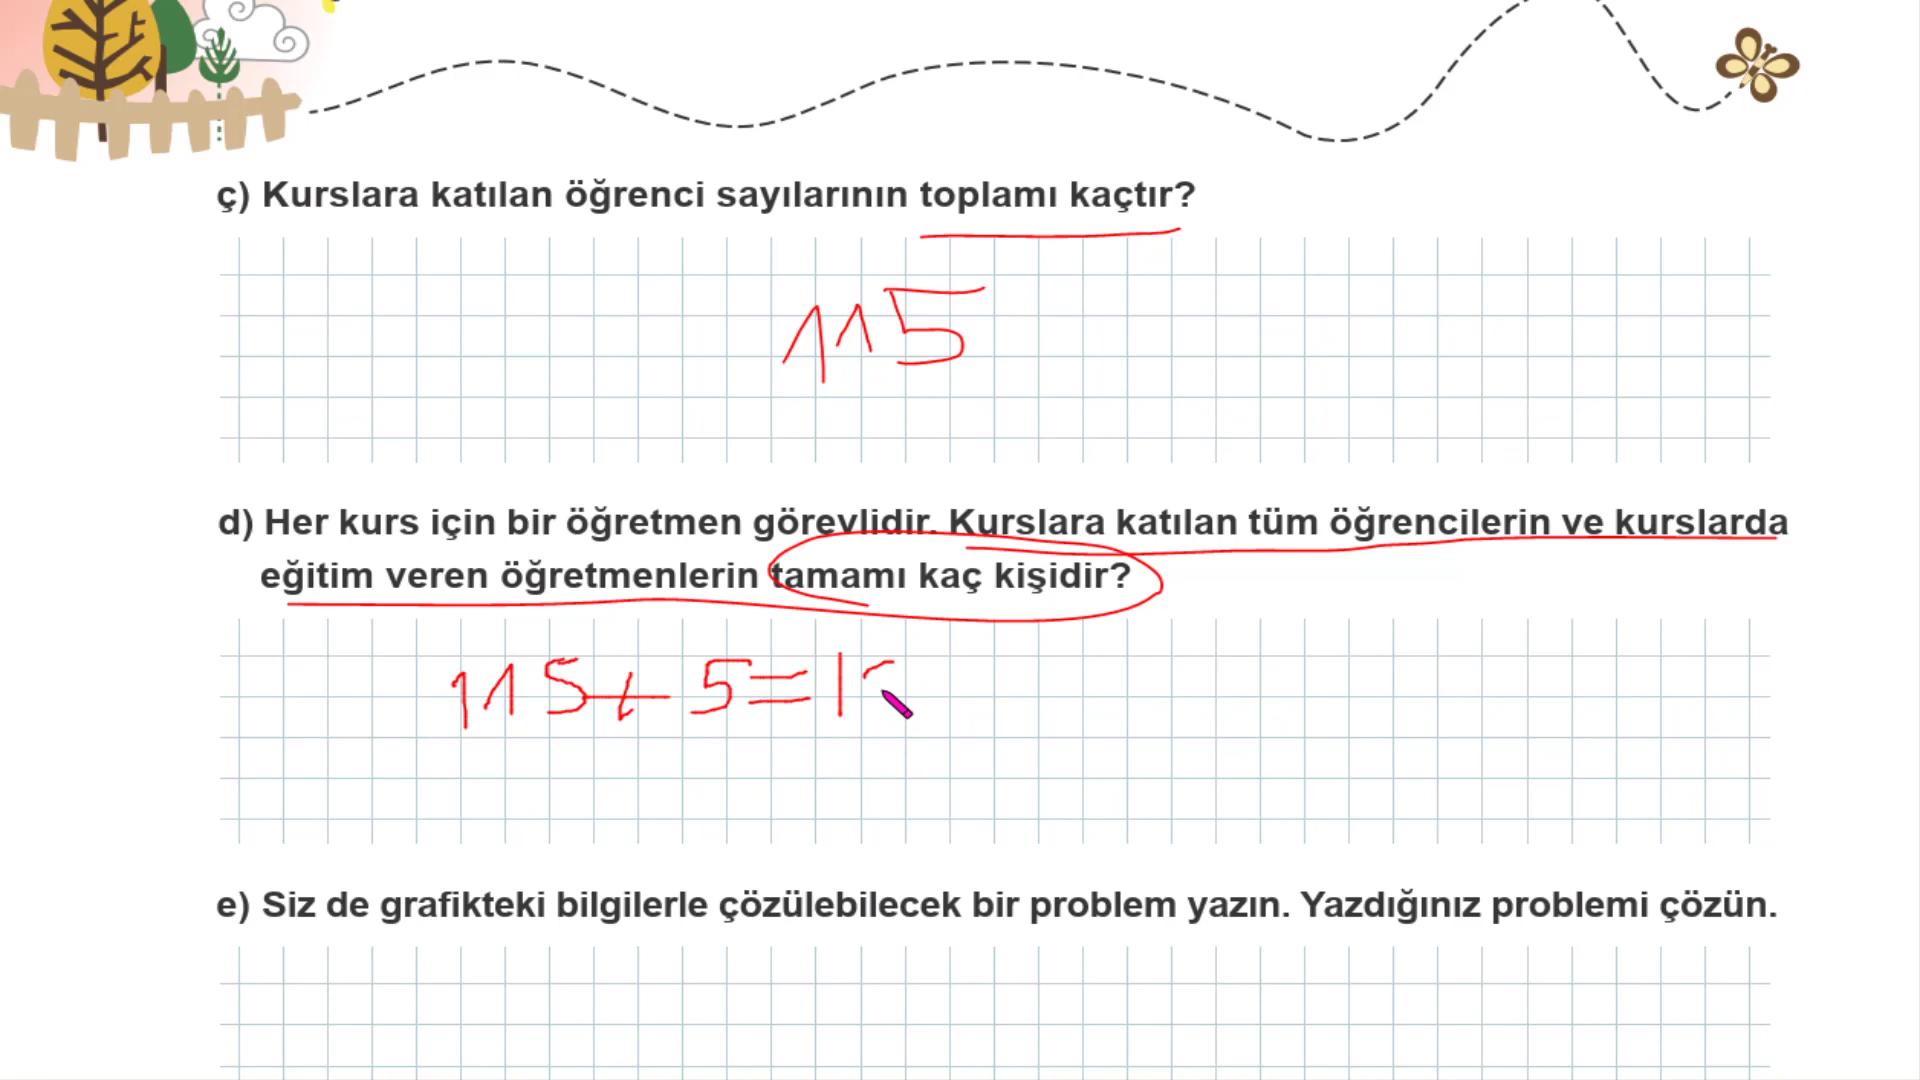 ç) Kurslara katılan öğrenci sayılarının toplamı kaçtır?
115
d) Her kurs için bir öğretmen görevlidir. Kurslara katılan tüm öğrencilerin ve kurslarda
eğitim veren öğretmenlerin tamamı kaç kişidir?
115+5=1
e) Siz de grafikteki bilgilerle çözülebilecek bir problem yazın. Yazdığınız problemi çözün.